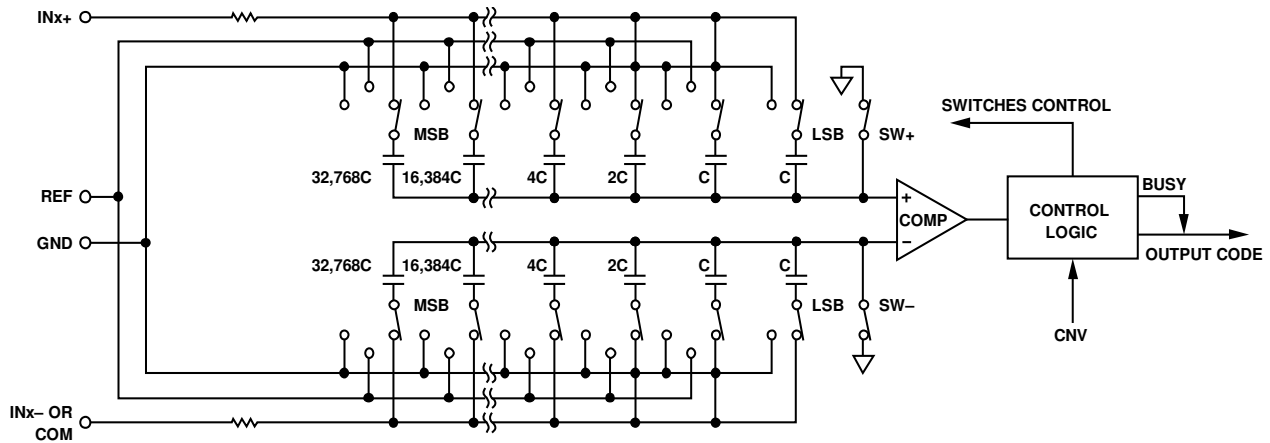 INx+
SWITCHES CONTROL
MSB
LSB
SW+
32,768C
16,384C
4C
2C
C
C
BUSY
REF
+
COMP
−
CONTROL
LOGIC
GND
OUTPUT CODE
32,768C
16,384C
4C
2C
C
C
MSB
LSB
SW−
CNV
INx− OR
COM